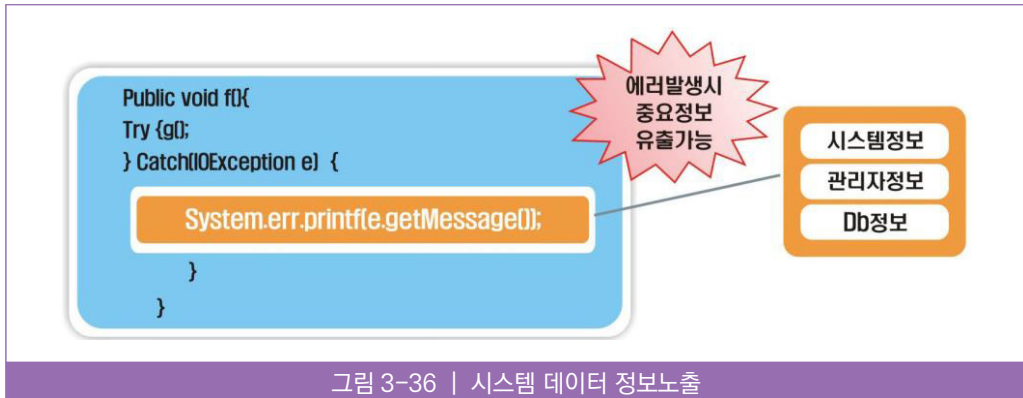 Public void f(){
Try {g();
} Catch(IOException e) {
System.err.printf(e.getMessage());
}
}
에러발생시
중요정보
유출가능
시스템정보
관리자정보
Db정보
그림 3-36 | 시스템 데이터 정보노출